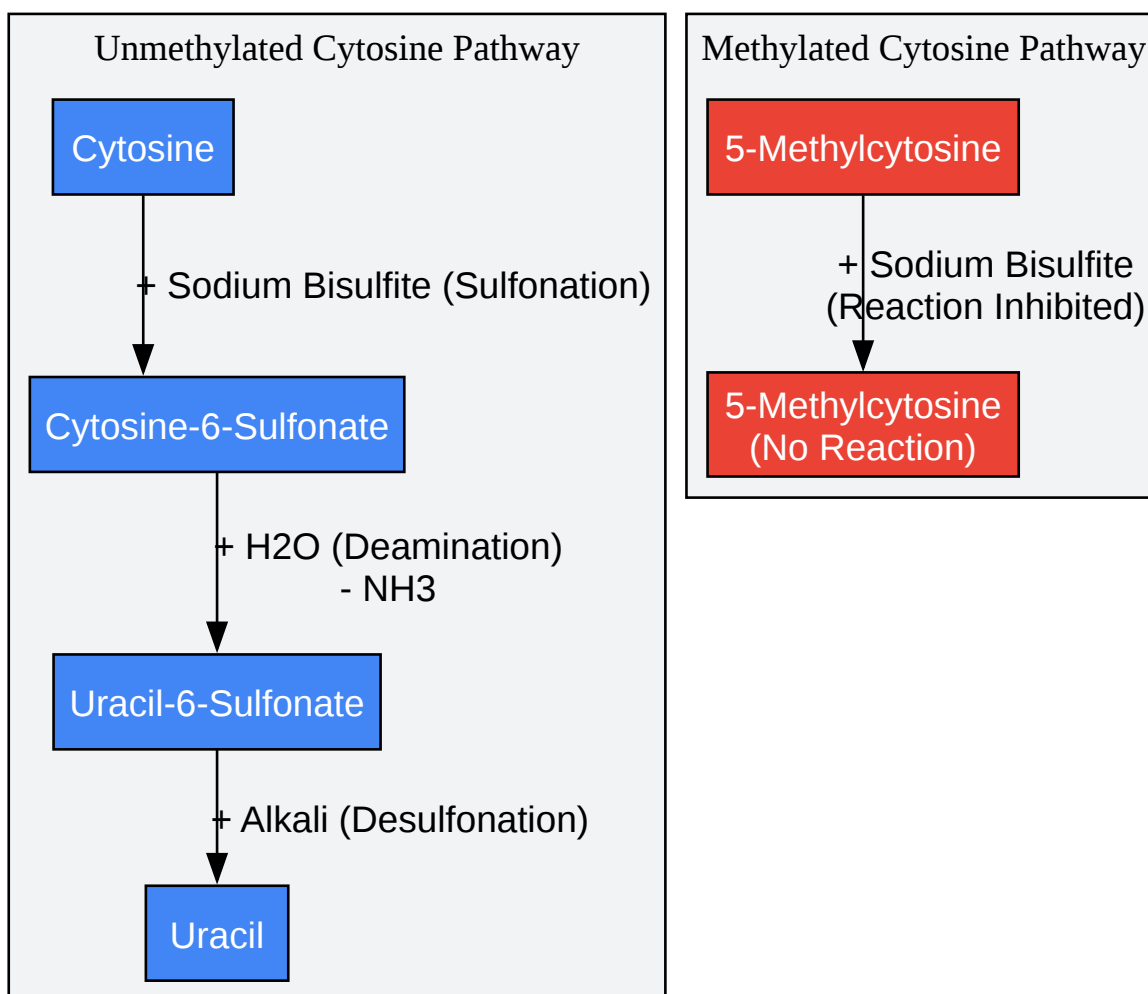 Unmethylated Cytosine Pathway
Cytosine
+ Sodium Bisulfite (Sulfonation)
Cytosine-6-Sulfonate
+ H2O (Deamination)
- NH3
Uracil-6-Sulfonate
+ Alkali (Desulfonation)
Uracil
Methylated Cytosine Pathway
5-Methylcytosine
+ Sodium Bisulfite
(Reaction Inhibited)
5-Methylcytosine
(No Reaction)